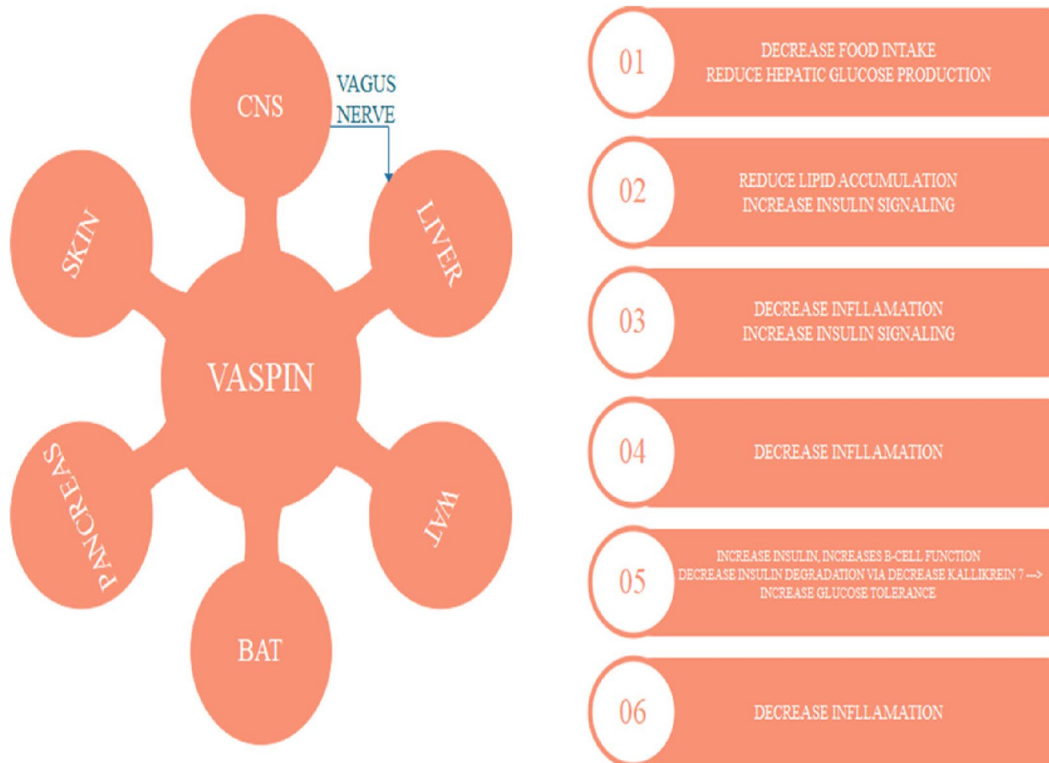 CNS
VAGUS
NERVE
LIVER
WAT
BAT
PANCREAS
SKIN
VASPIN
01
DECREASE FOOD INTAKE
REDUCE HEPATIC GLUCOSE PRODUCTION
02
REDUCE LIPID ACCUMULATION
INCREASE INSULIN SIGNALING
03
DECREASE INFLLAMATION
INCREASE INSULIN SIGNALING
04
DECREASE INFLLAMATION
05
INCREASE INSULIN, INCREASES B-CELL FUNCTION
DECREASE INSULIN DEGRADATION VIA DECREASE KALLIKREIN 7 --->
INCREASE GLUCOSE TOLERANCE
06
DECREASE INFLLAMATION